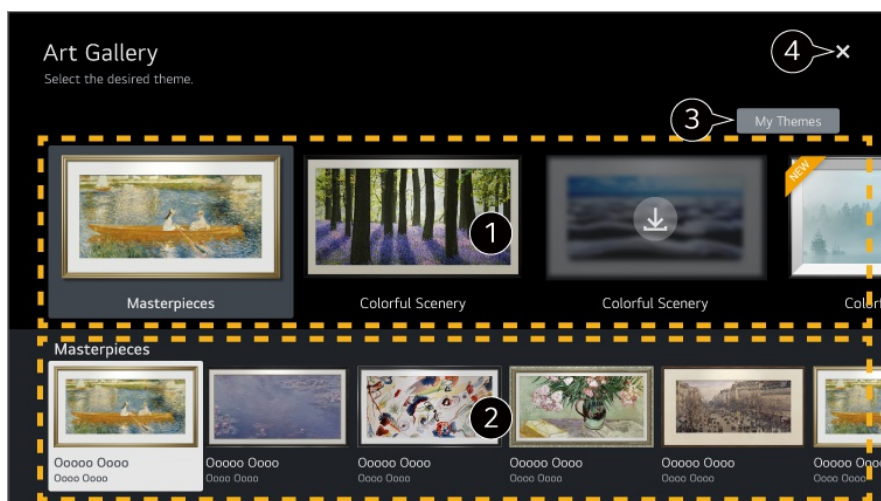 Art Gallery
Select the desired theme.
4
3
My Themes
NEW
1
Masterpieces
Colorful Scenery
Colorful Scenery
Masterpieces
2
Ooooo Oooo
Ooooo Oooo
Ooooo Oooo
Ooooo Oooo
Ooooo Oooo
Oooo Oooo
Oooo Oooo
Oooo Oooo
Oooo Oooo
Oooo Oooo
Oooo Oooo